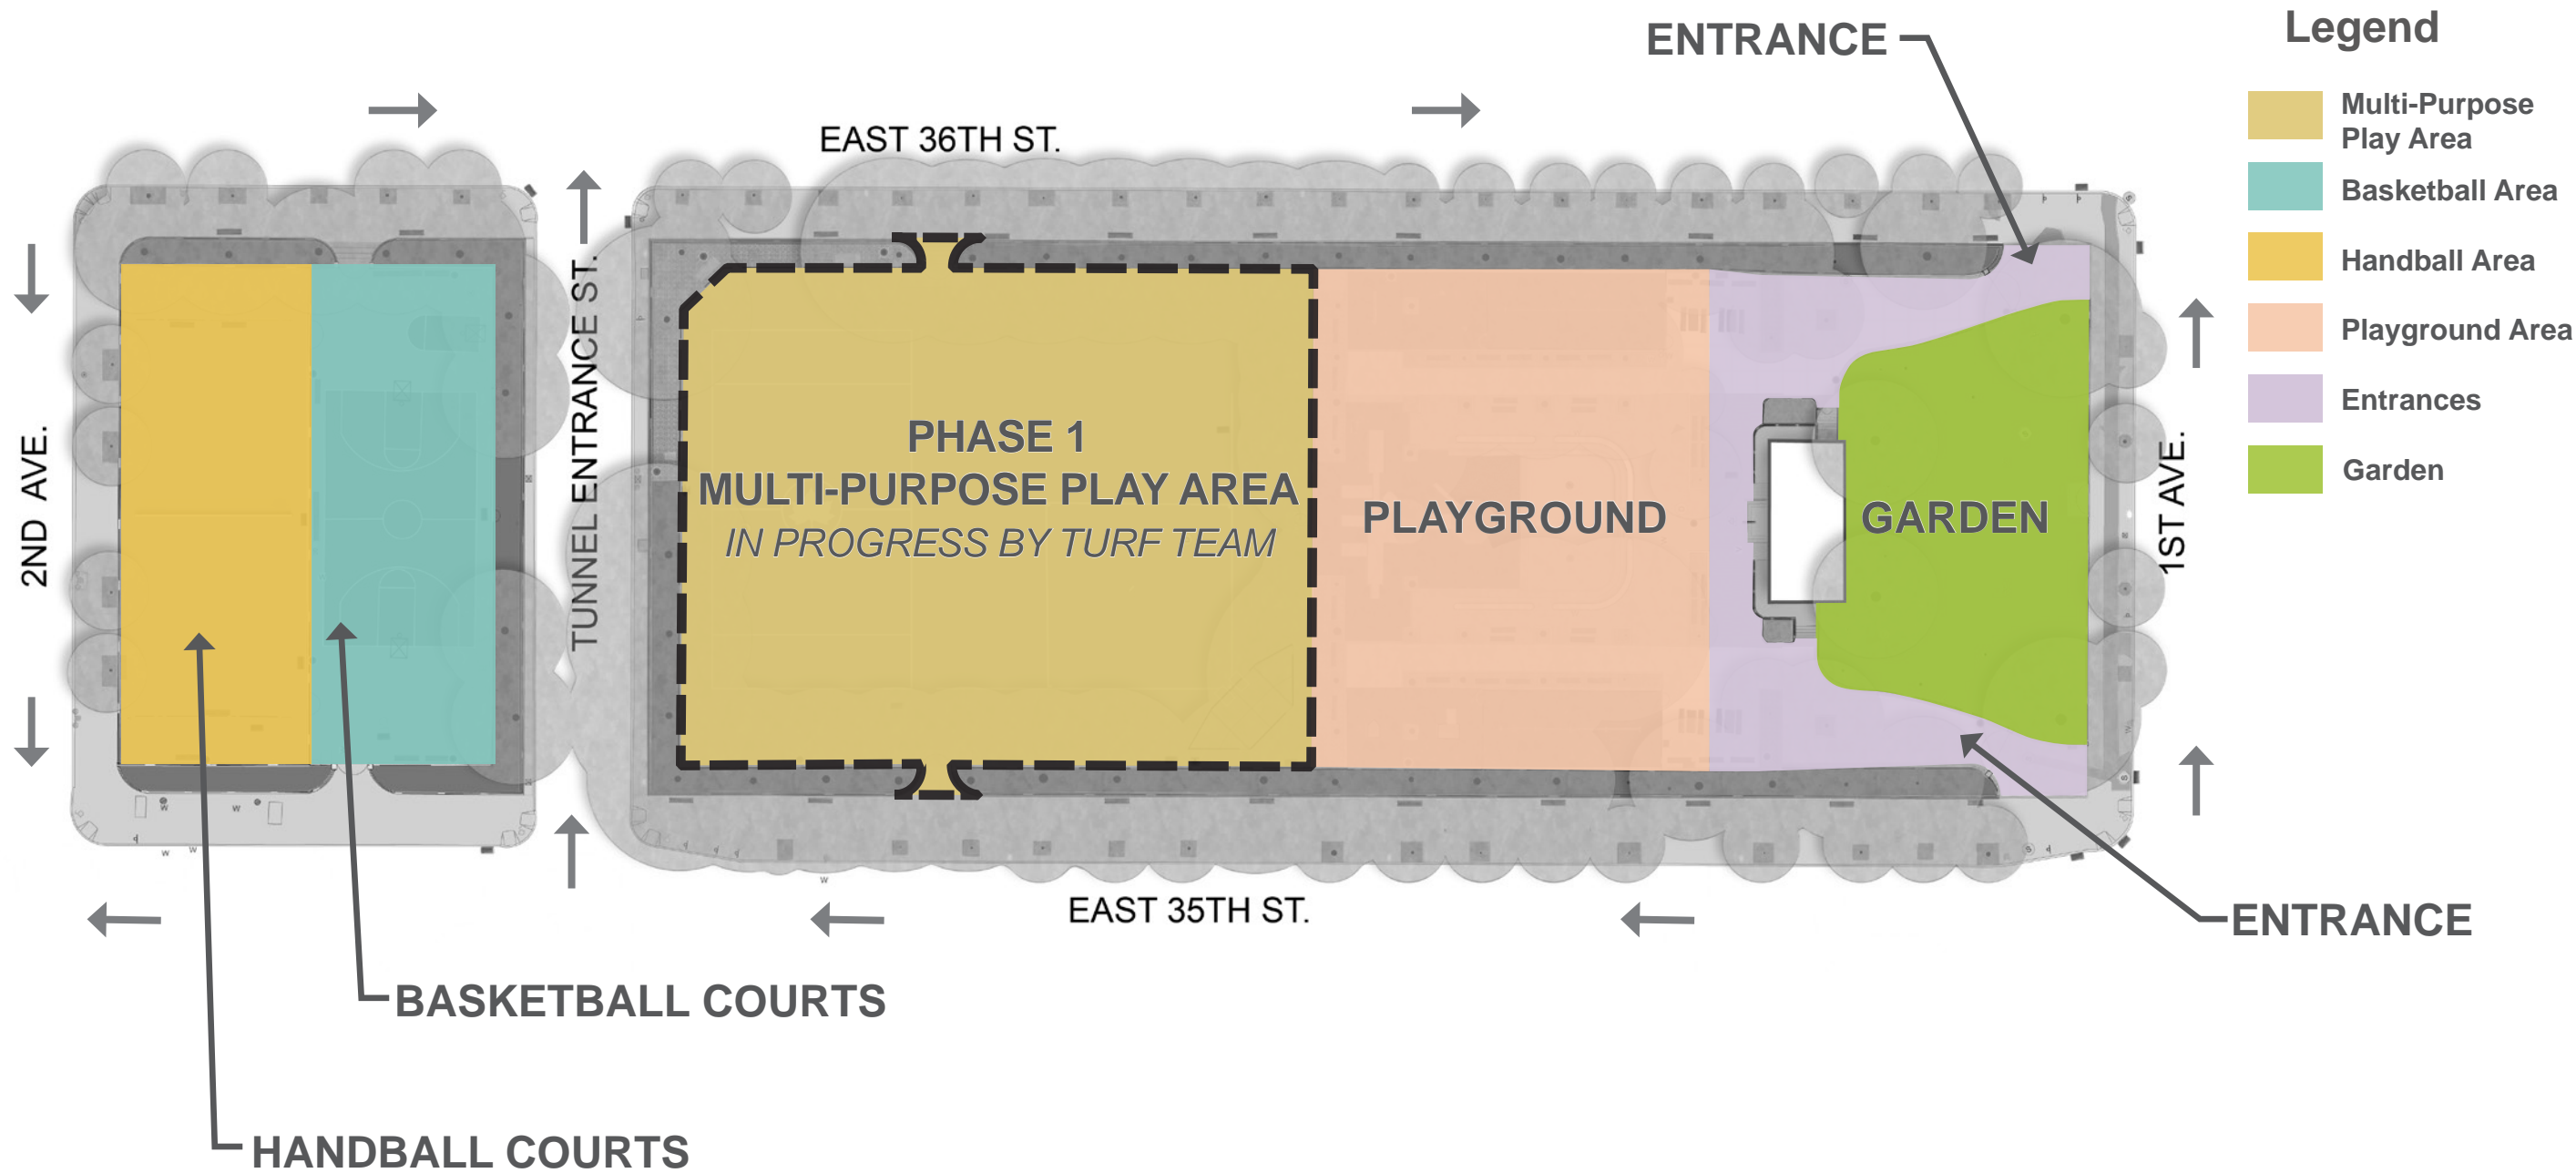 ENTRANCE
Legend
Multi-Purpose
Play Area
Basketball Area
Handball Area
Playground Area
Entrances
Garden
EAST 36TH ST.
2ND AVE.
TUNNEL ENTRANCE ST.
PHASE 1
MULTI-PURPOSE PLAY AREA
IN PROGRESS BY TURF TEAM
PLAYGROUND
GARDEN
1ST AVE.
EAST 35TH ST.
ENTRANCE
BASKETBALL COURTS
HANDBALL COURTS
W
W
W
W
W